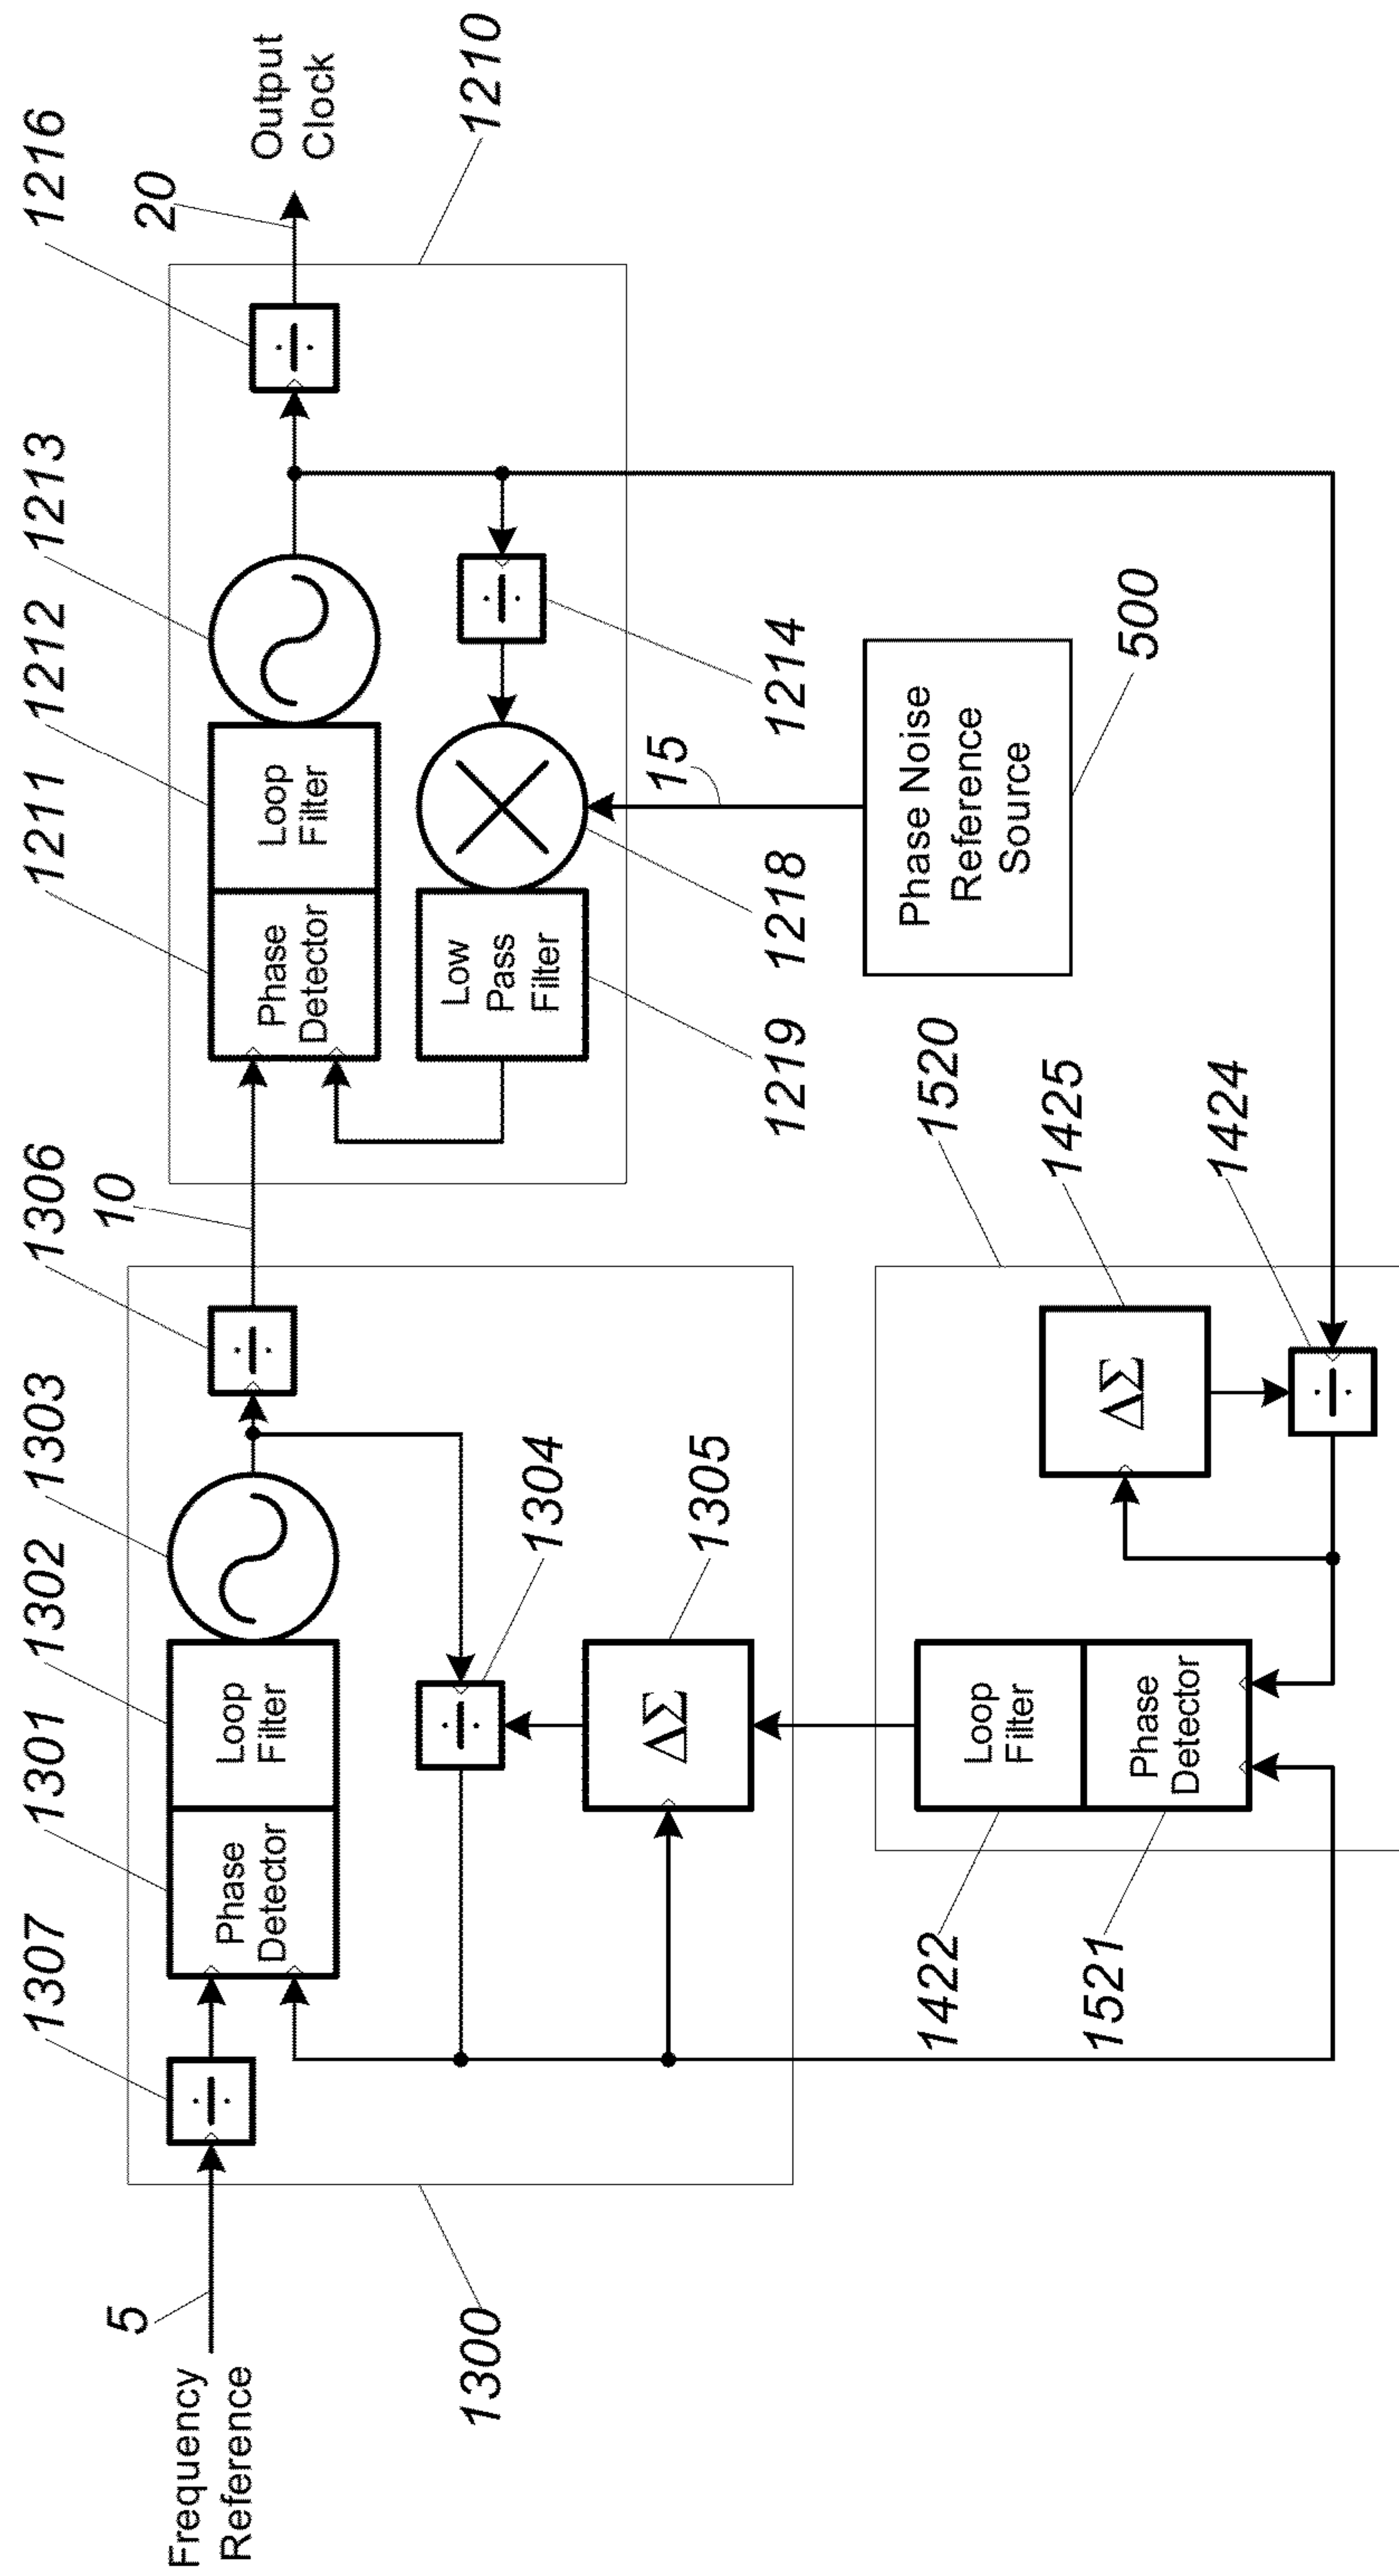 1307
1301
1302
1303
1306
10
1211
1212
1213
1216
20
5
Frequency
Reference
Phase
Detector
Loop
Filter
Phase
Detector
Loop
Filter
Output
Clock
1210
1300
1304
1305
ΔΣ
Low
Pass
Filter
1219
1218
15
1214
Phase Noise
Reference
Source
500
1520
1425
1424
1422
1521
Loop
Filter
Phase
Detector
ΔΣ